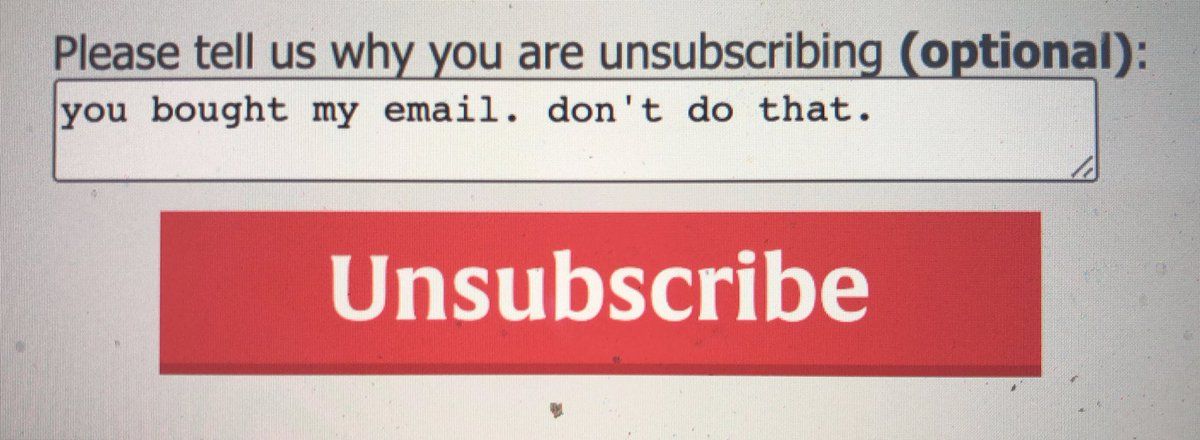 Please tell us why you are unsubscribing (optional):
you bought my email. don't do that.
Unsubscribe